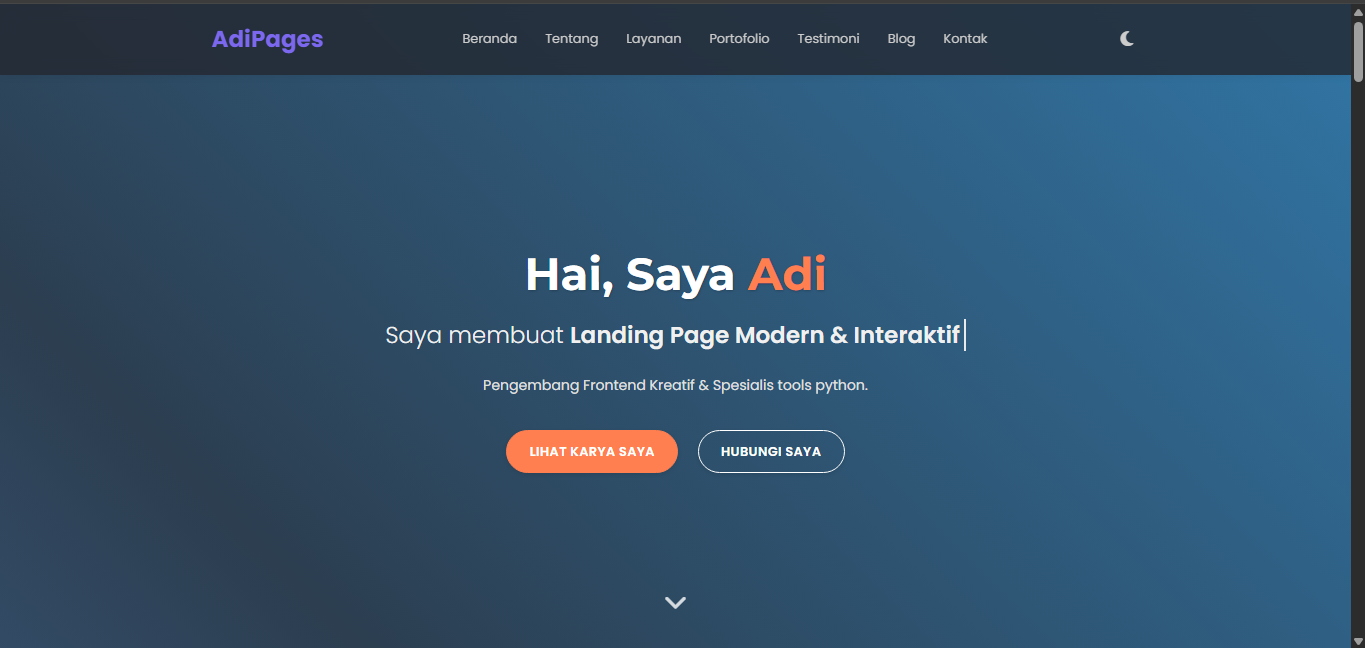 AdiPages
Beranda Tentang Layanan Portofolio Testimoni Blog Kontak
Hai, Saya Adi
Saya membuat Landing Page Modern & Interaktif
Pengembang Frontend Kreatif & Spesialis tools python.
LIHAT KARYA SAYA
HUBUNGI SAYA